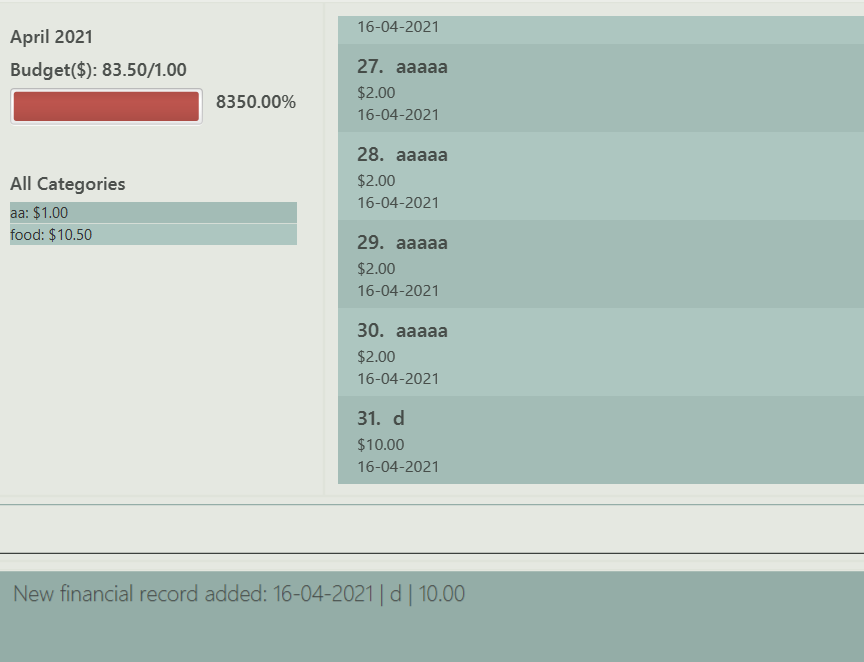 April 2021
Budget($): 83.50/1.00
8350.00%
All Categories
aa: $1.00
food: $10.50
16-04-2021
27. aaaaa
$2.00
16-04-2021
28. aaaaa
$2.00
16-04-2021
29. aaaaa
$2.00
16-04-2021
30. aaaaa
$2.00
16-04-2021
31. d
$10.00
16-04-2021
New financial record added: 16-04-2021 | d | 10.00